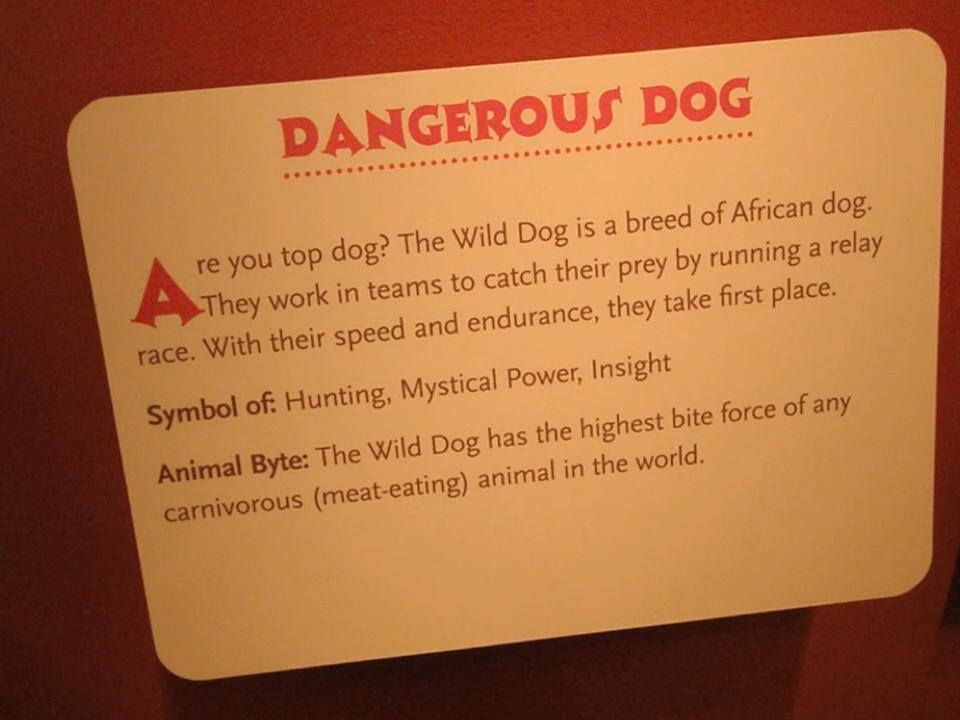 DANGEROUS DOG
Are you top dog? The Wild Dog is a breed of African dog.
They work in teams to catch their prey by running a relay
race. With their speed and endurance, they take first place.
Symbol of: Hunting, Mystical Power, Insight
Animal Byte: The Wild Dog has the highest bite force of any
carnivorous (meat-eating) animal in the world.